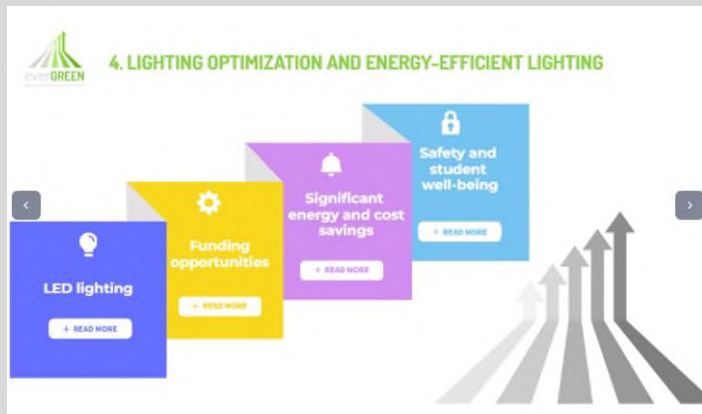 everGREEN
4. LIGHTING OPTIMIZATION AND ENERGY-EFFICIENT LIGHTING
LED lighting
+ READ MORE
Funding
opportunities
+ READ MORE
Significant
energy and cost
savings
+ READ MORE
Safety and
student
well-being
+ READ MORE